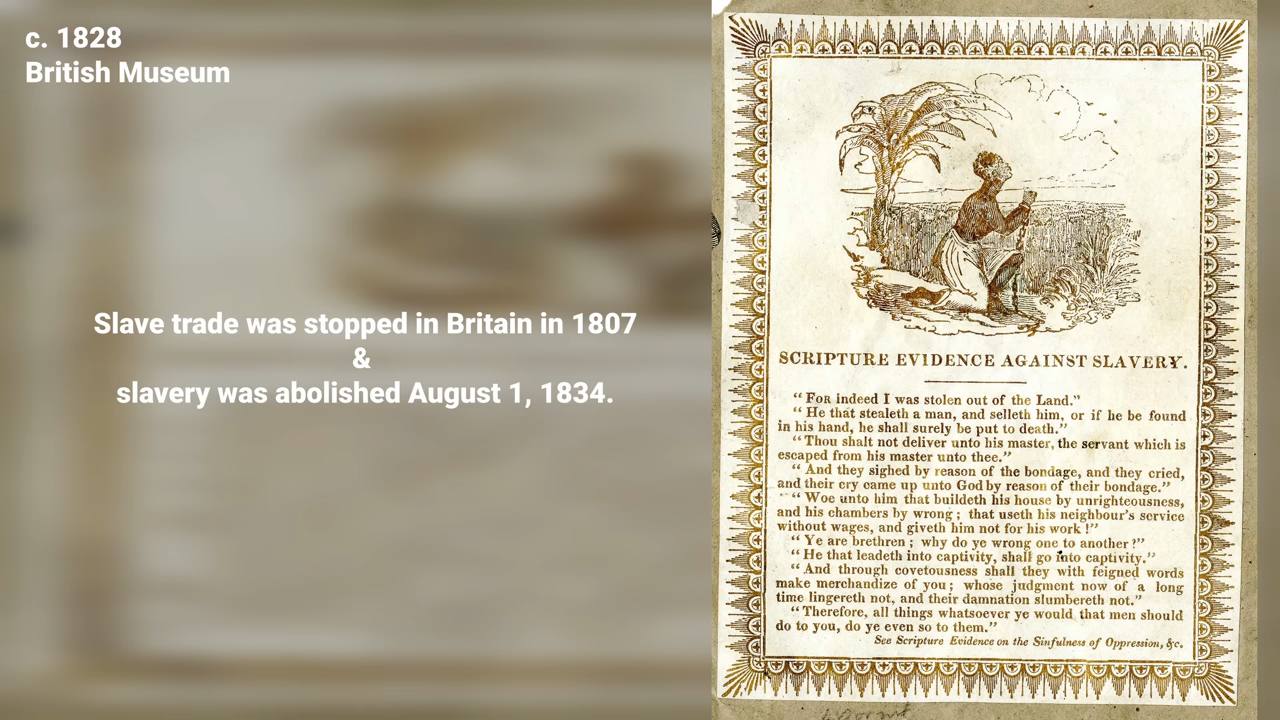 c. 1828
British Museum
Slave trade was stopped in Britain in 1807
&
slavery was abolished August 1, 1834.
SCRIPTURE EVIDENCE AGAINST SLAVERY.
“FOR indeed I was stolen out of the Land.”
“He that stealeth a man, and selleth him, or if he be found
in his hand, he shall surely be put to death.”
“Thou shalt not deliver unto his master, the servant which is
escaped from his master unto thee.”
“And they sighed by reason of the bondage, and they cried,
and their cry came up unto God by reason of their bondage.”
“Woe unto him that buildeth his house by unrighteousness,
and his chambers by wrong; that useth his neighbour's service
without wages, and giveth him not for his work!”
“Ye are brethren; why do ye wrong one to another?”
“He that leadeth into captivity, shall go into captivity.”
“And through covetousness shall they with feigned words
make merchandize of you; whose judgment now of a long
time lingereth not, and their damnation slumbereth not.”
“Therefore, all things whatsoever ye would that men should
do to you, do ye even so to them.”
See Scripture Evidence on the Sinfulness of Oppression, &c.